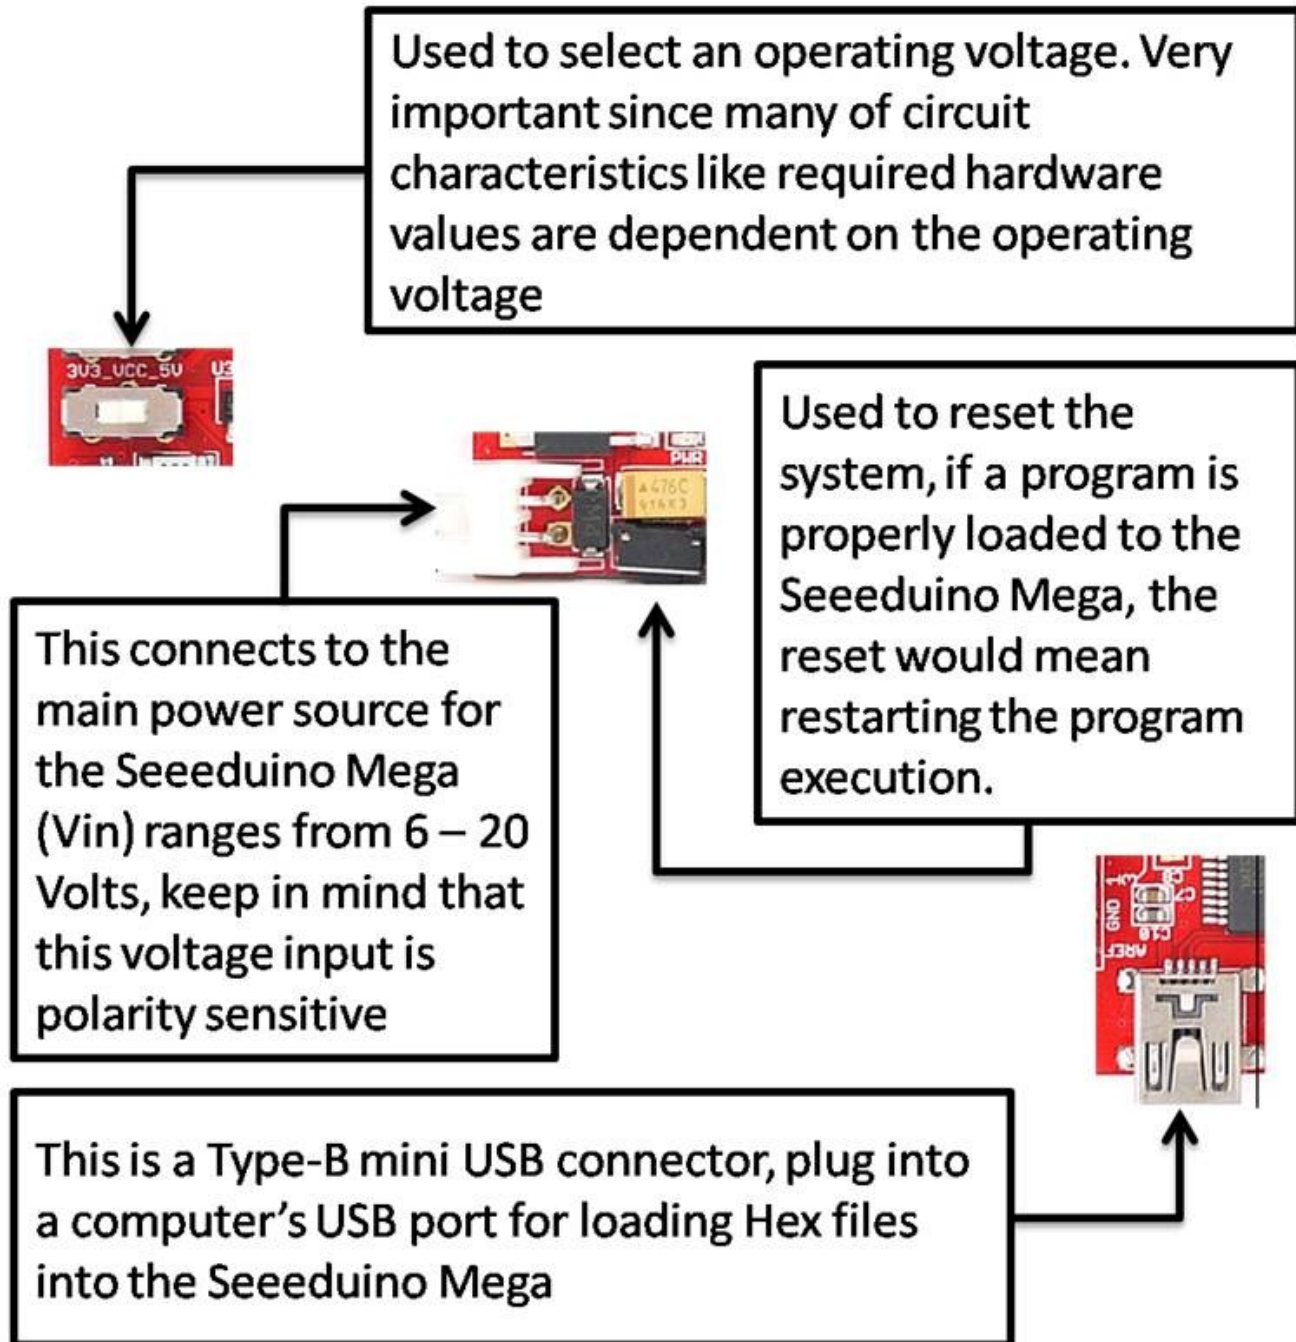 Used to select an operating voltage. Very
important since many of circuit
characteristics like required hardware
values are dependent on the operating
voltage
3V3_VCC_5V
U3
Used to reset the
system, if a program is
properly loaded to the
Seeeduino Mega, the
reset would mean
restarting the program
execution.
PWR
476C
This connects to the
main power source for
the Seeeduino Mega
(Vin) ranges from 6 – 20
Volts, keep in mind that
this voltage input is
polarity sensitive
GND
C10
AREF
This is a Type-B mini USB connector, plug into
a computer’s USB port for loading Hex files
into the Seeeduino Mega